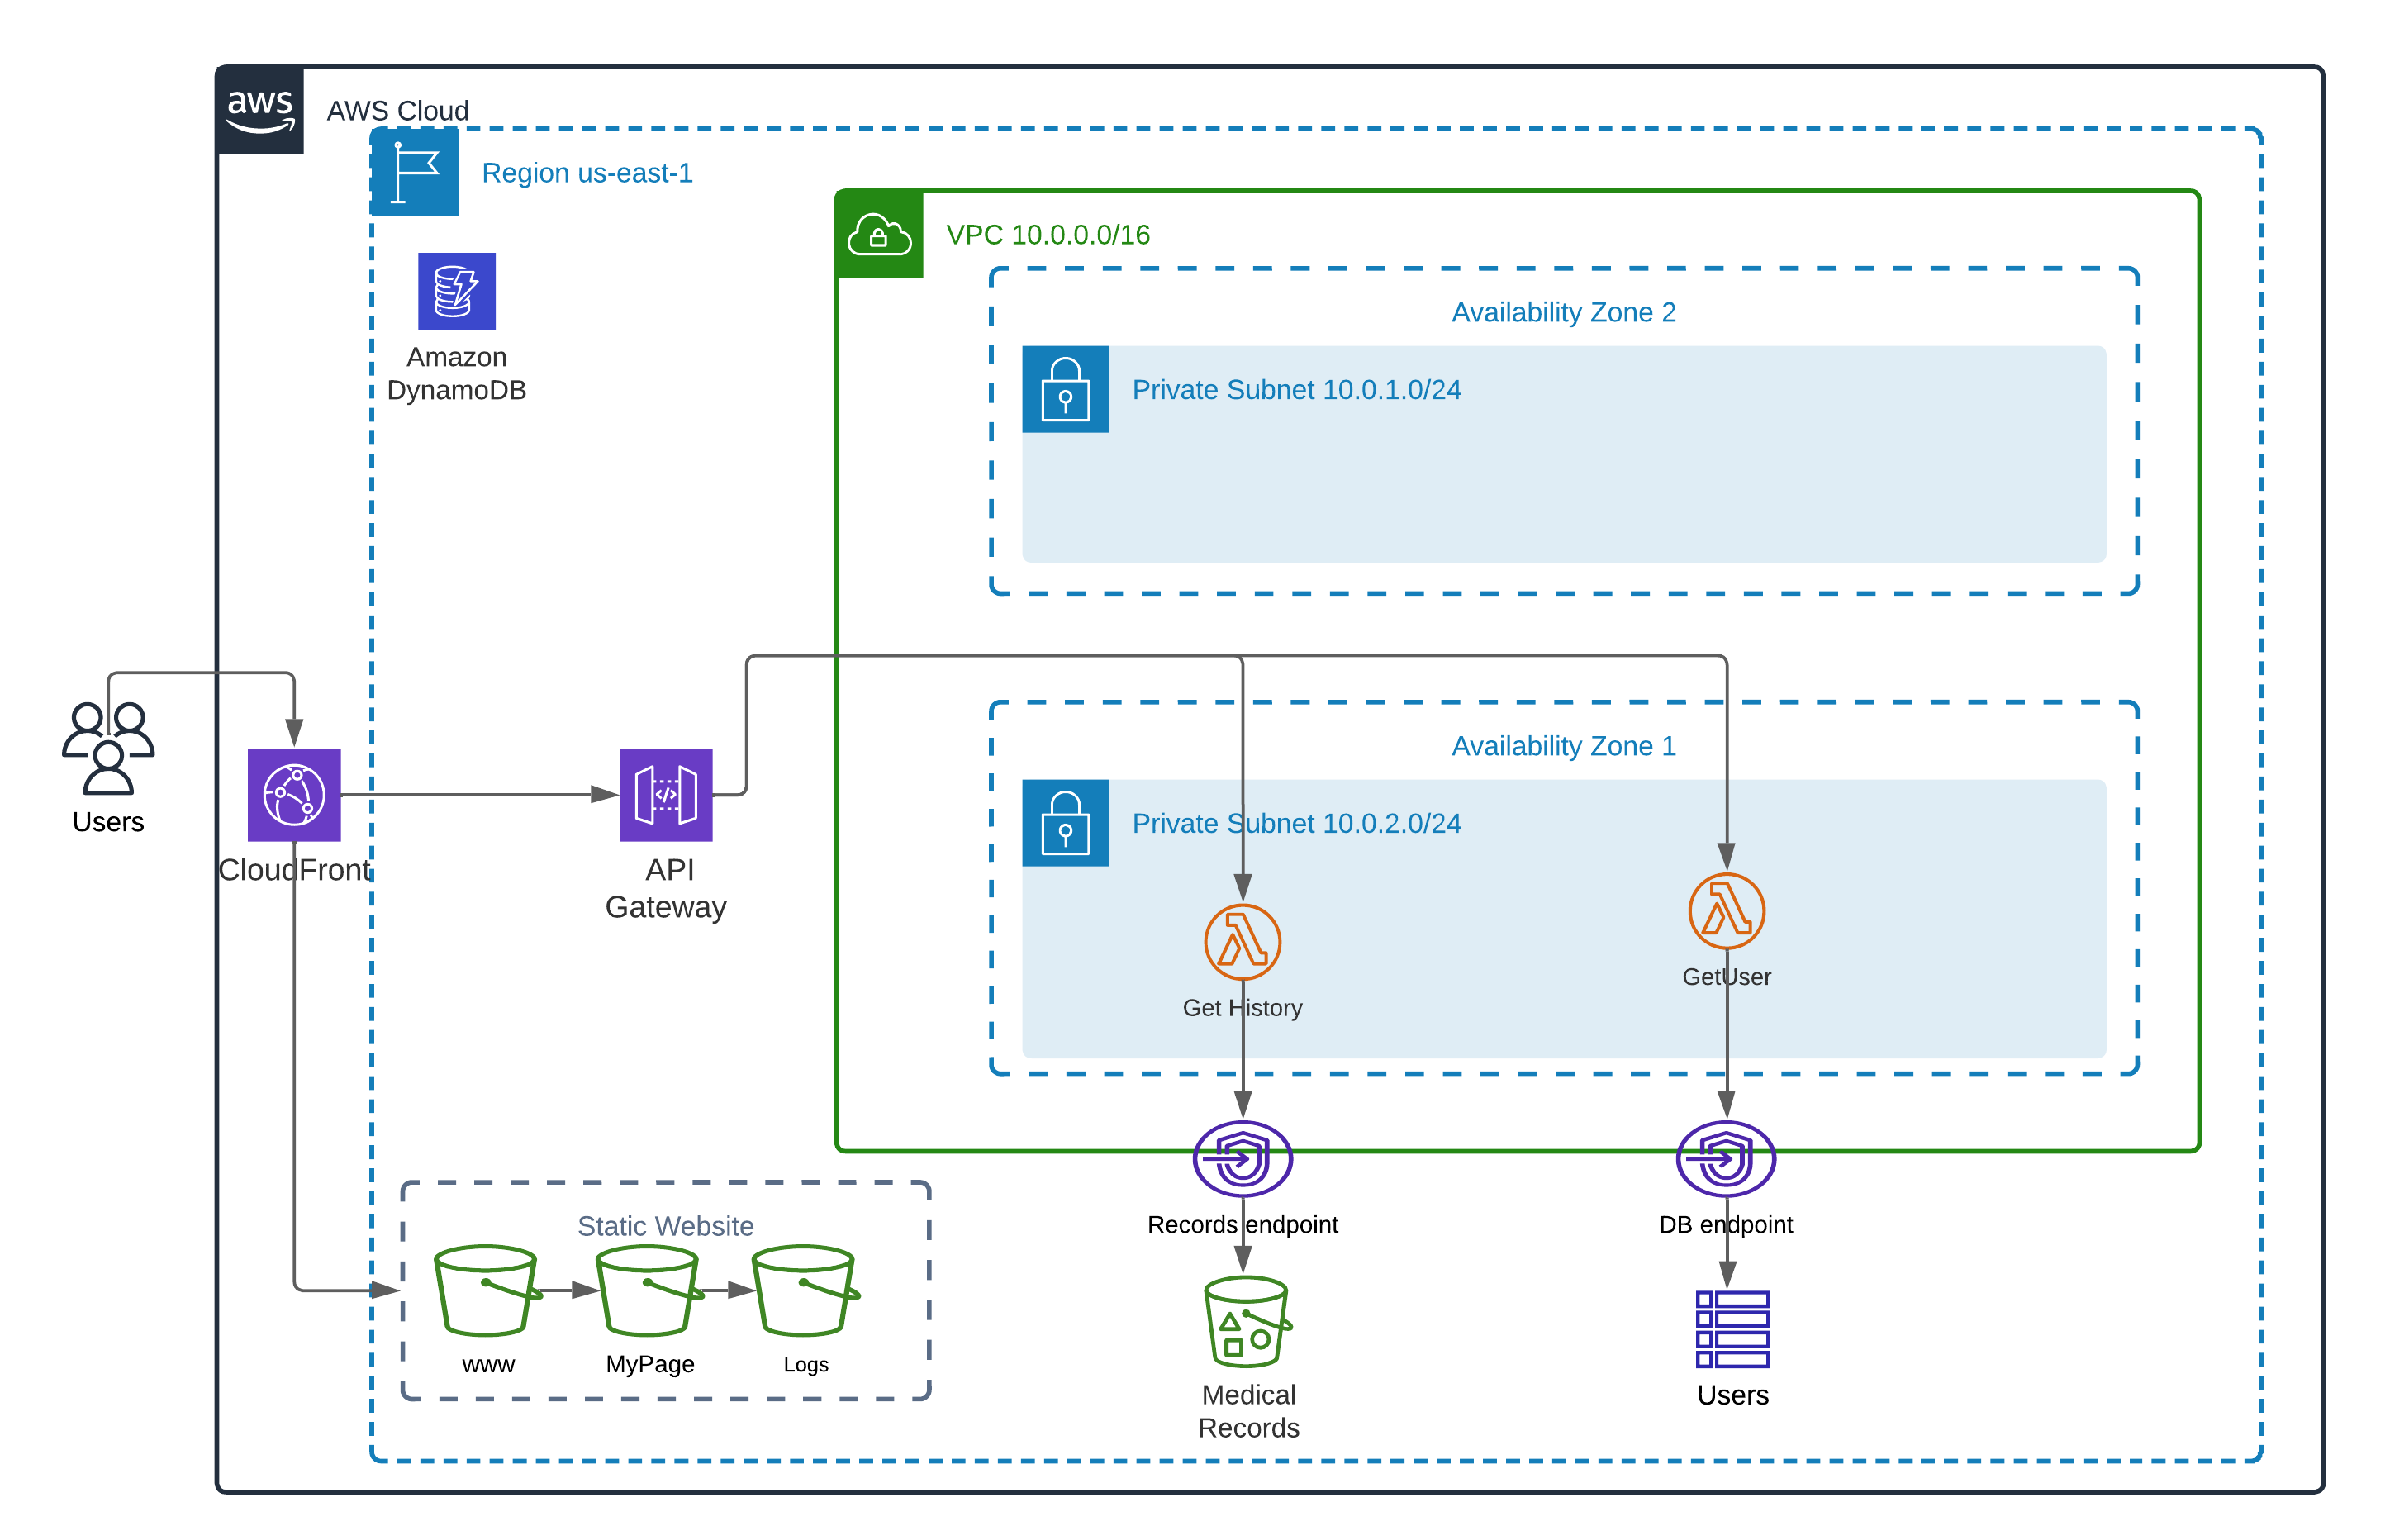 aws
AWS Cloud
Region us-east-1
VPC 10.0.0.0/16
Amazon
DynamoDB
Availability Zone 2
Private Subnet 10.0.1.0/24
Users
CloudFront
API
Gateway
Availability Zone 1
Private Subnet 10.0.2.0/24
Get History
GetUser
Static Website
www
MyPage
Logs
Records endpoint
DB endpoint
Medical
Records
Users